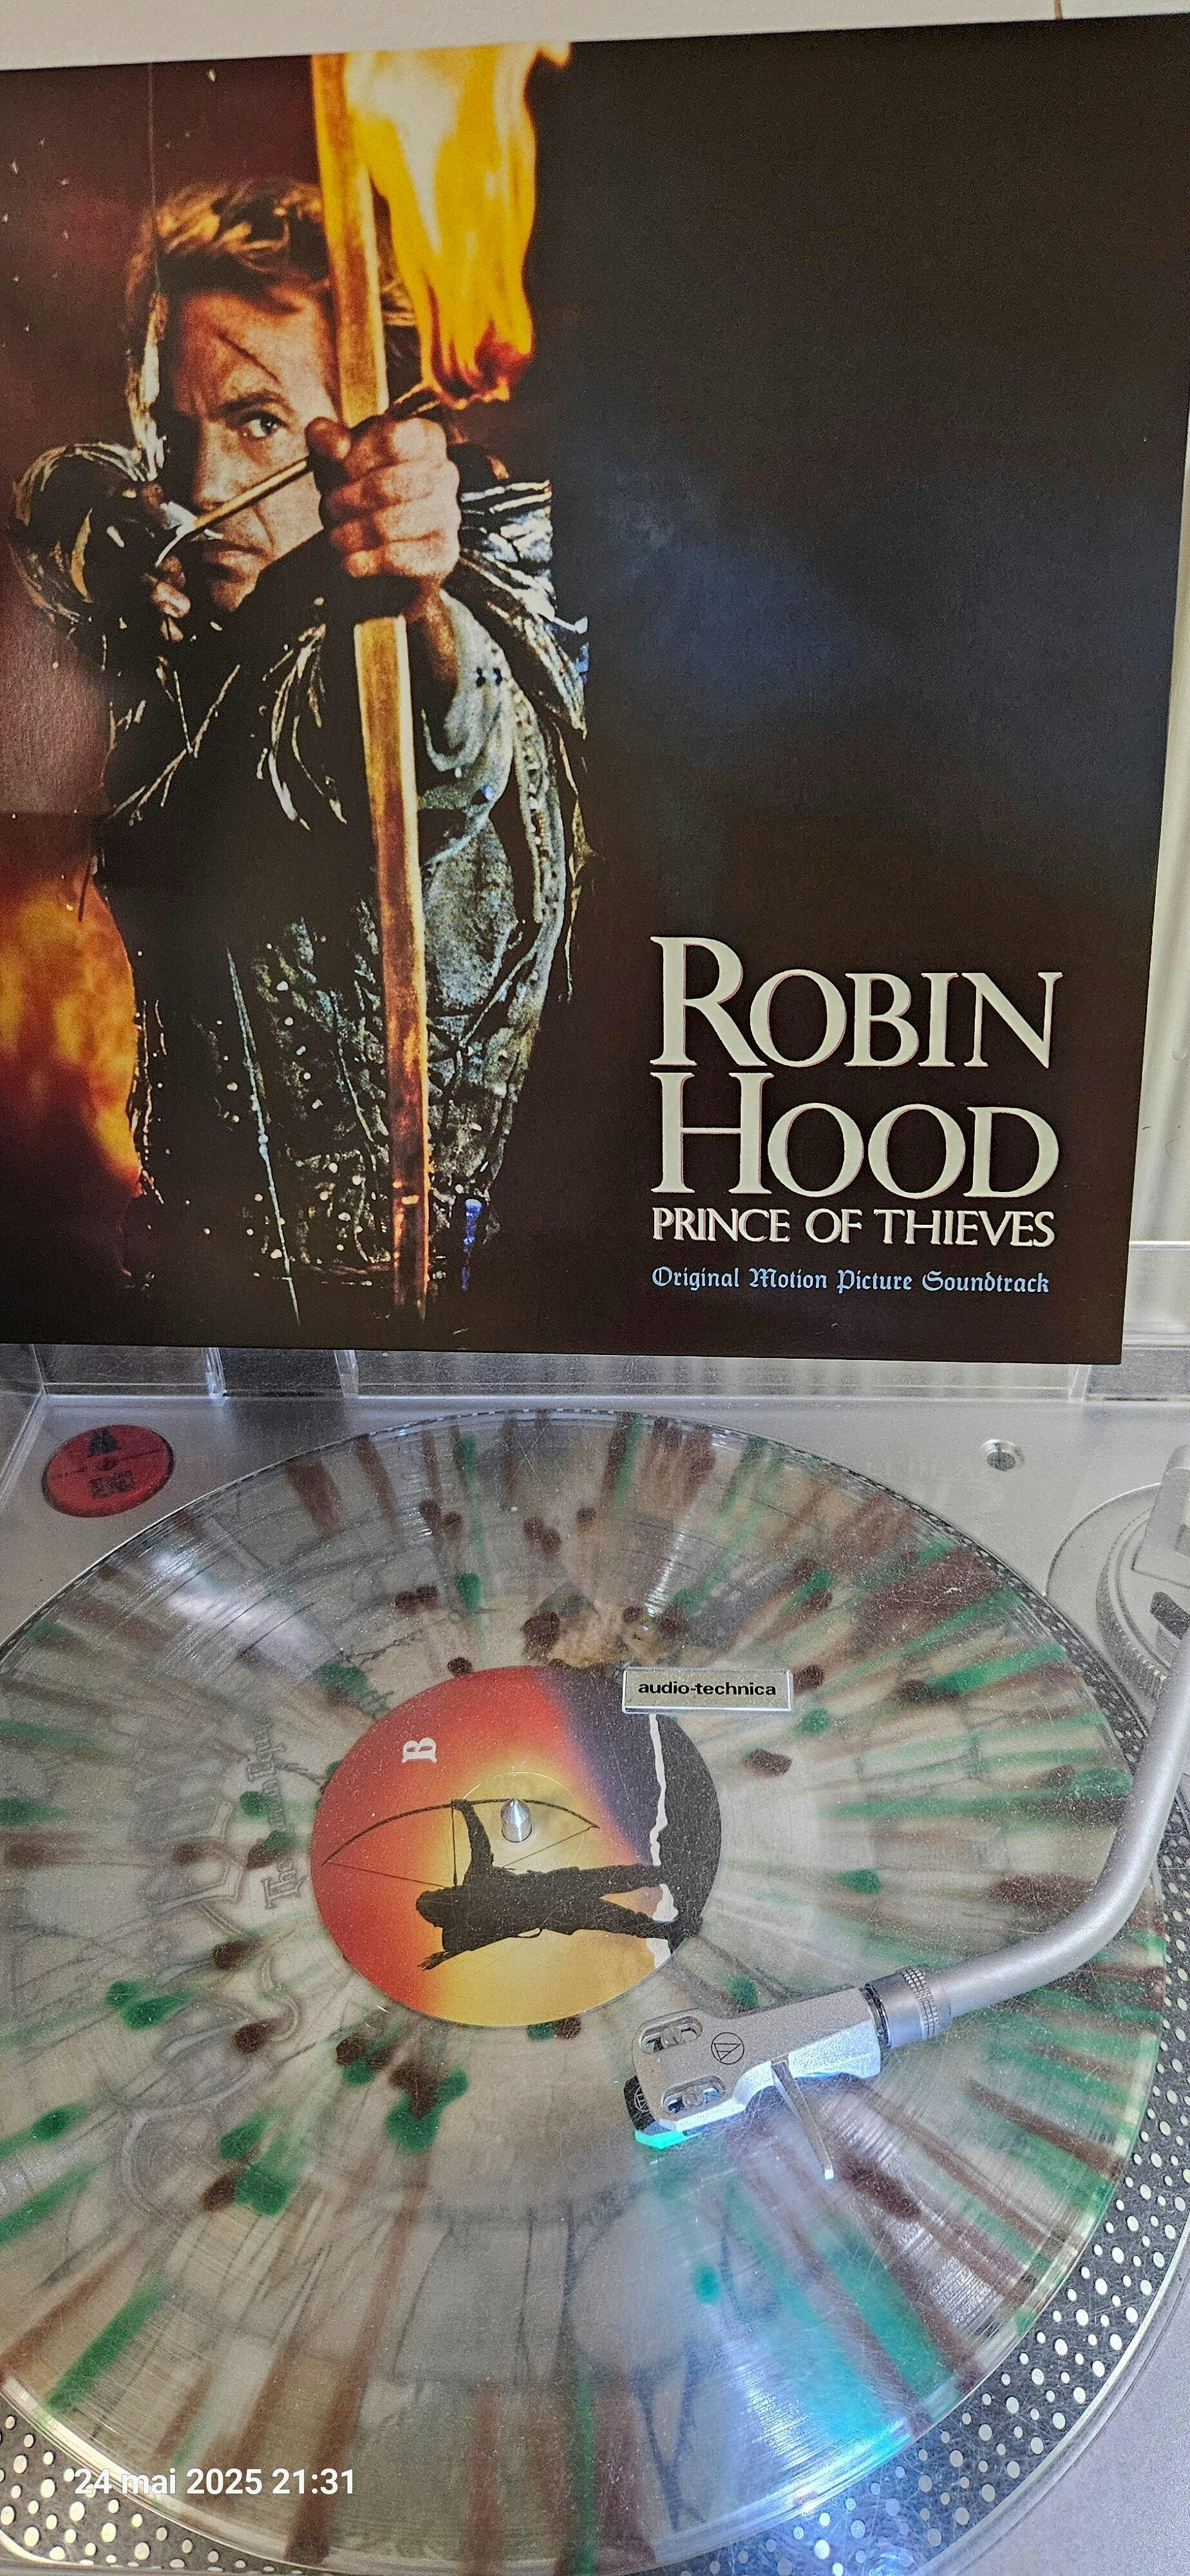 ROBIN
HOOD
PRINCE OF THIEVES
Original Motion Picture Soundtrack
audio-technica
B
24 mai 2025 21:31